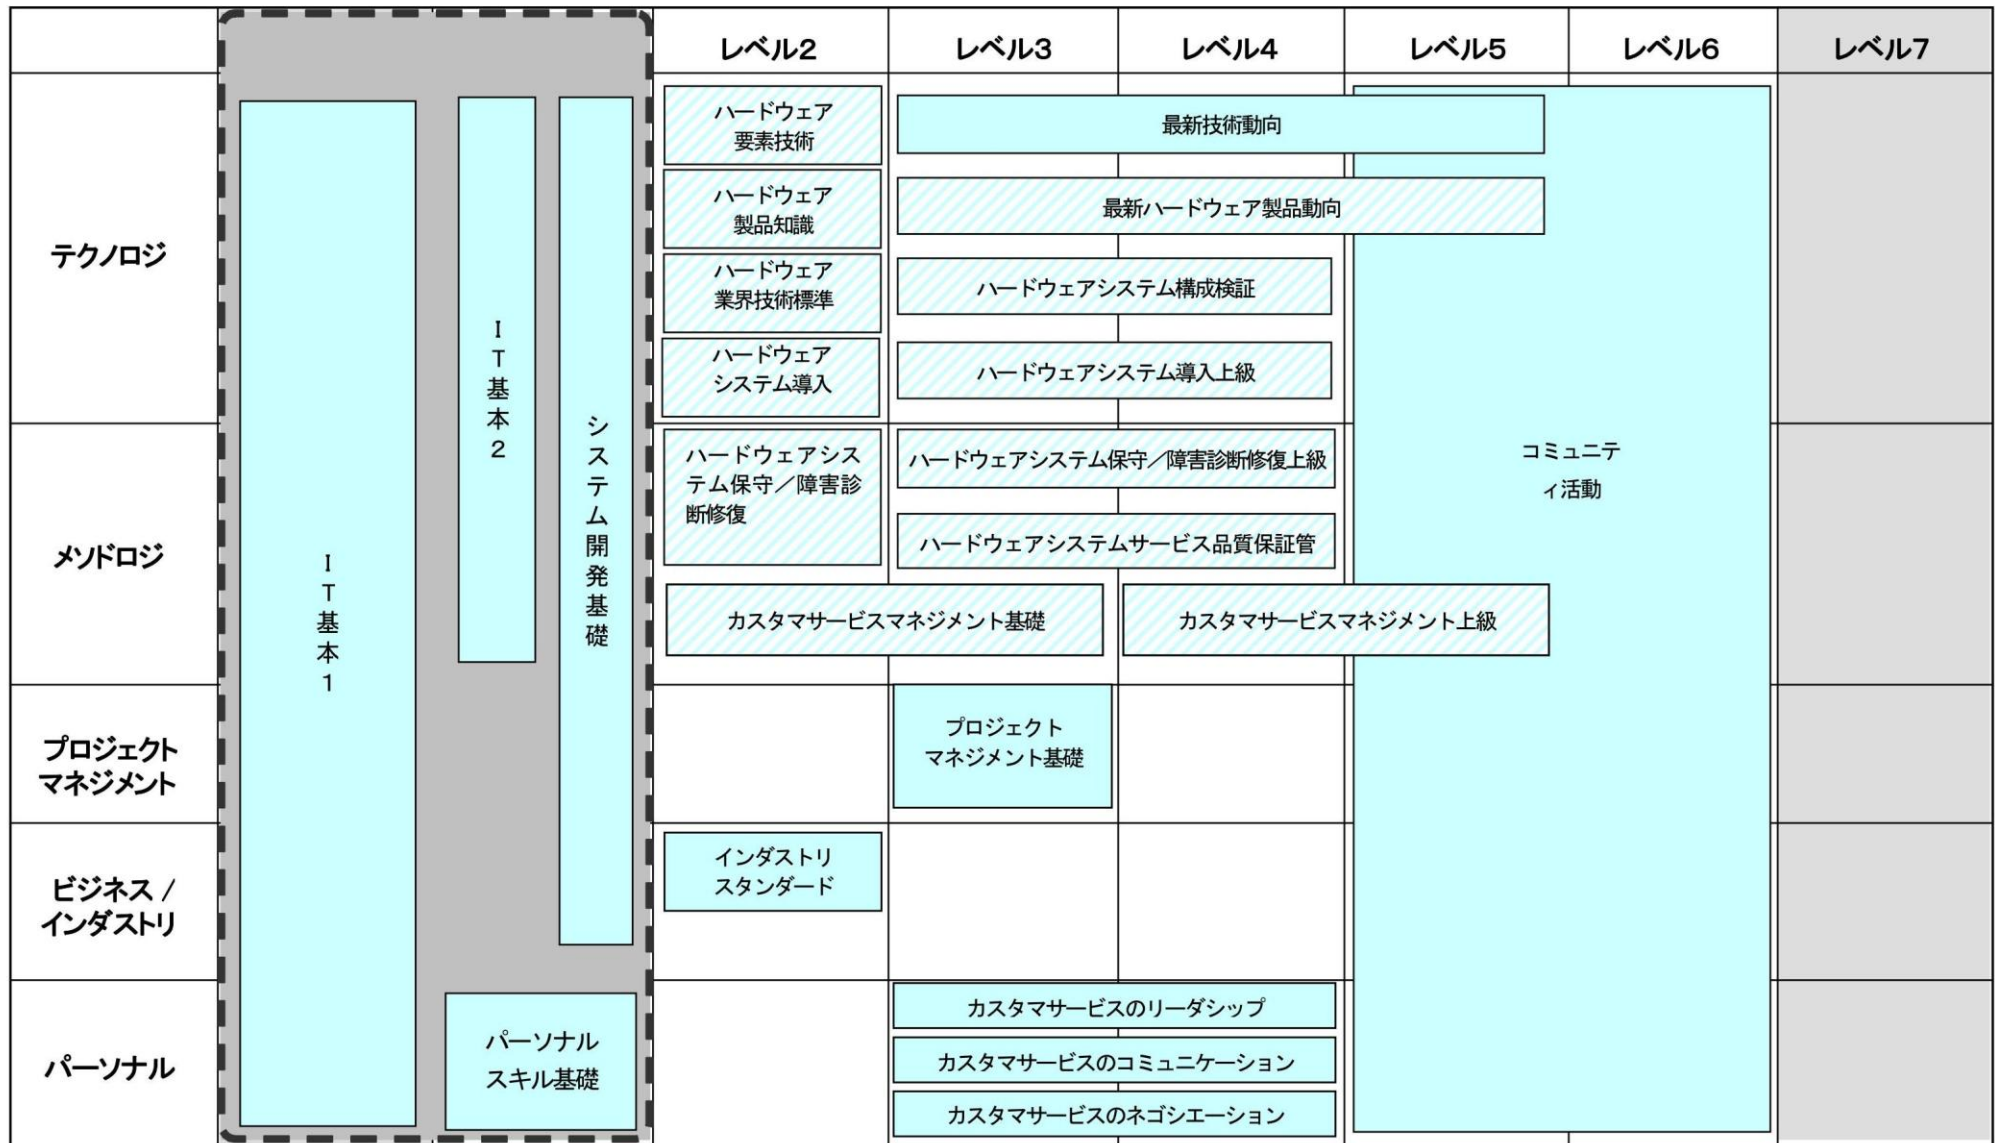 レベル2
レベル3
レベル4
レベル5
レベル6
レベル7
テクノロジ
メソドロジ
プロジェクト
マネジメント
ビジネス /
インダストリ
パーソナル
IT基本1
IT基本2
システム開発基礎
パーソナル
スキル基礎
ハードウェア
要素技術
ハードウェア
製品知識
ハードウェア
業界技術標準
ハードウェア
システム導入
最新技術動向
最新ハードウェア製品動向
ハードウェアシステム構成検証
ハードウェアシステム導入上級
ハードウェアシス
テム保守／障害診
断修復
ハードウェアシステム保守／障害診断修復上級
ハードウェアシステムサービス品質保証管
カスタマサービスマネジメント基礎
カスタマサービスマネジメント上級
コミュニテ
ィ活動
プロジェクト
マネジメント基礎
インダストリ
スタンダード
カスタマサービスのリーダシップ
カスタマサービスのコミュニケーション
カスタマサービスのネゴシエーション